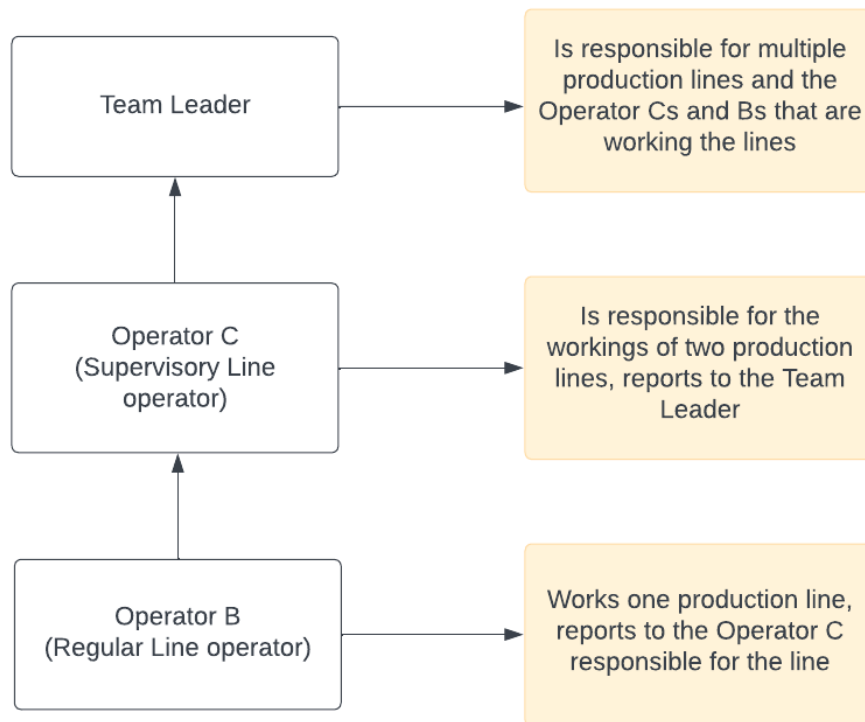 Team Leader
Is responsible for multiple
production lines and the
Operator Cs and Bs that are
working the lines
Operator C
(Supervisory Line
operator)
Is responsible for the
workings of two production
lines, reports to the Team
Leader
Operator B
(Regular Line operator)
Works one production line,
reports to the Operator C
responsible for the line